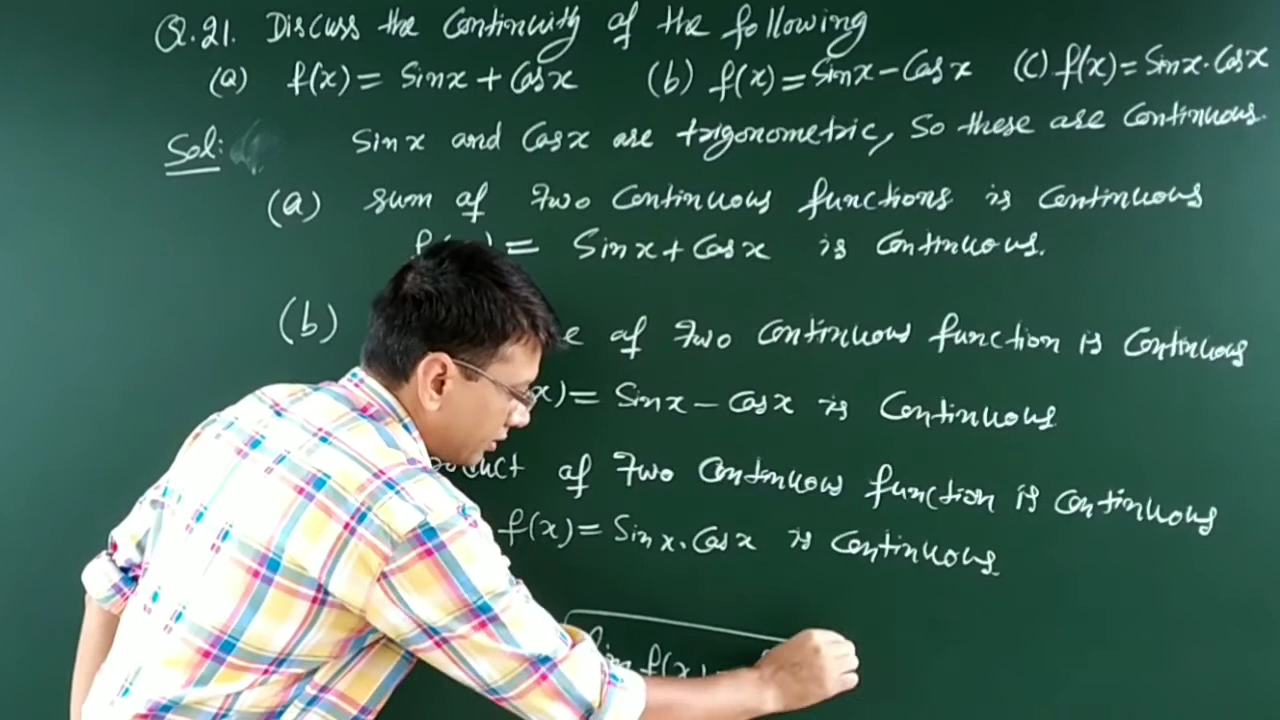 Q.21. Discuss the Continuity of the following
(a) f(x) = Sinx + Cosx (b) f(x) = Sinx - Cosx (c) f(x) = Sinx . Cosx
Sol: Sinx and Cosx are trigonometric, So these are Continuous.
(a) sum of two Continuous functions is Continuous
= Sinx + Cosx is Continuous.
(b) of two Continuous function is Continuous
x) = Sinx - Cosx is Continuous
of two Continuous function is Continuous
f(x) = Sinx . Cosx is Continuous
f(x)